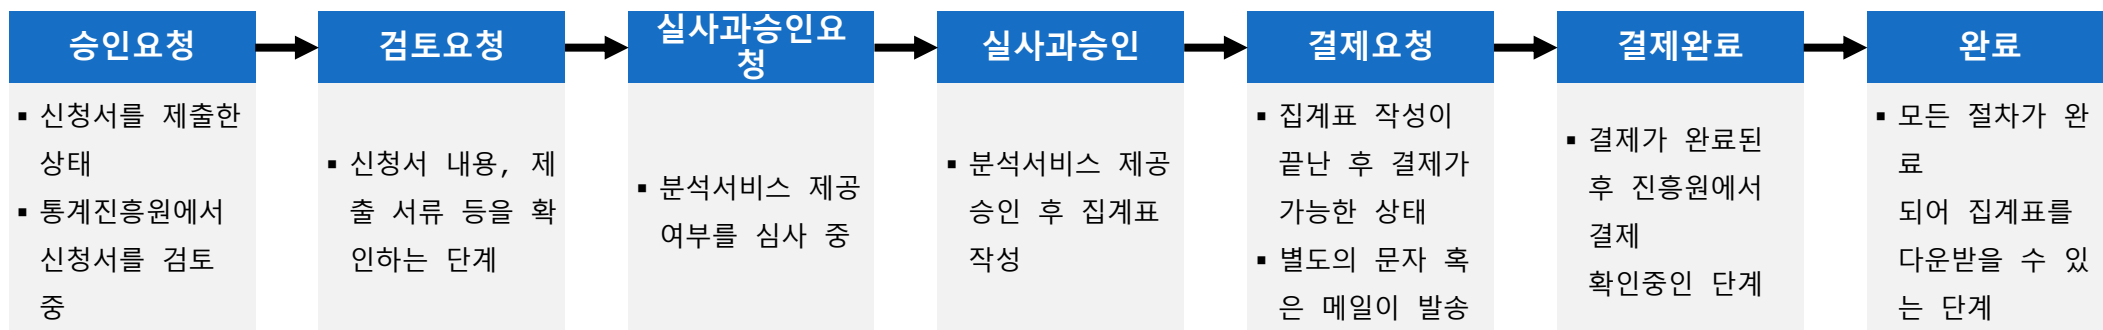 승인요청
▪ 신청서를 제출한
상태
▪ 통계진흥원에서
신청서를 검토
중
검토요청
▪ 신청서 내용, 제
출 서류 등을 확
인하는 단계
실사과승인요
청
▪ 분석서비스 제공
여부를 심사 중
실사과승인
▪ 분석서비스 제공
승인 후 집계표
작성
결제요청
▪ 집계표 작성이
끝난 후 결제가
가능한 상태
▪ 별도의 문자 혹
은 메일이 발송
결제완료
▪ 결제가 완료된
후 진흥원에서
결제
확인중인 단계
완료
▪ 모든 절차가 완
료
되어 집계표를
다운받을 수 있
는 단계